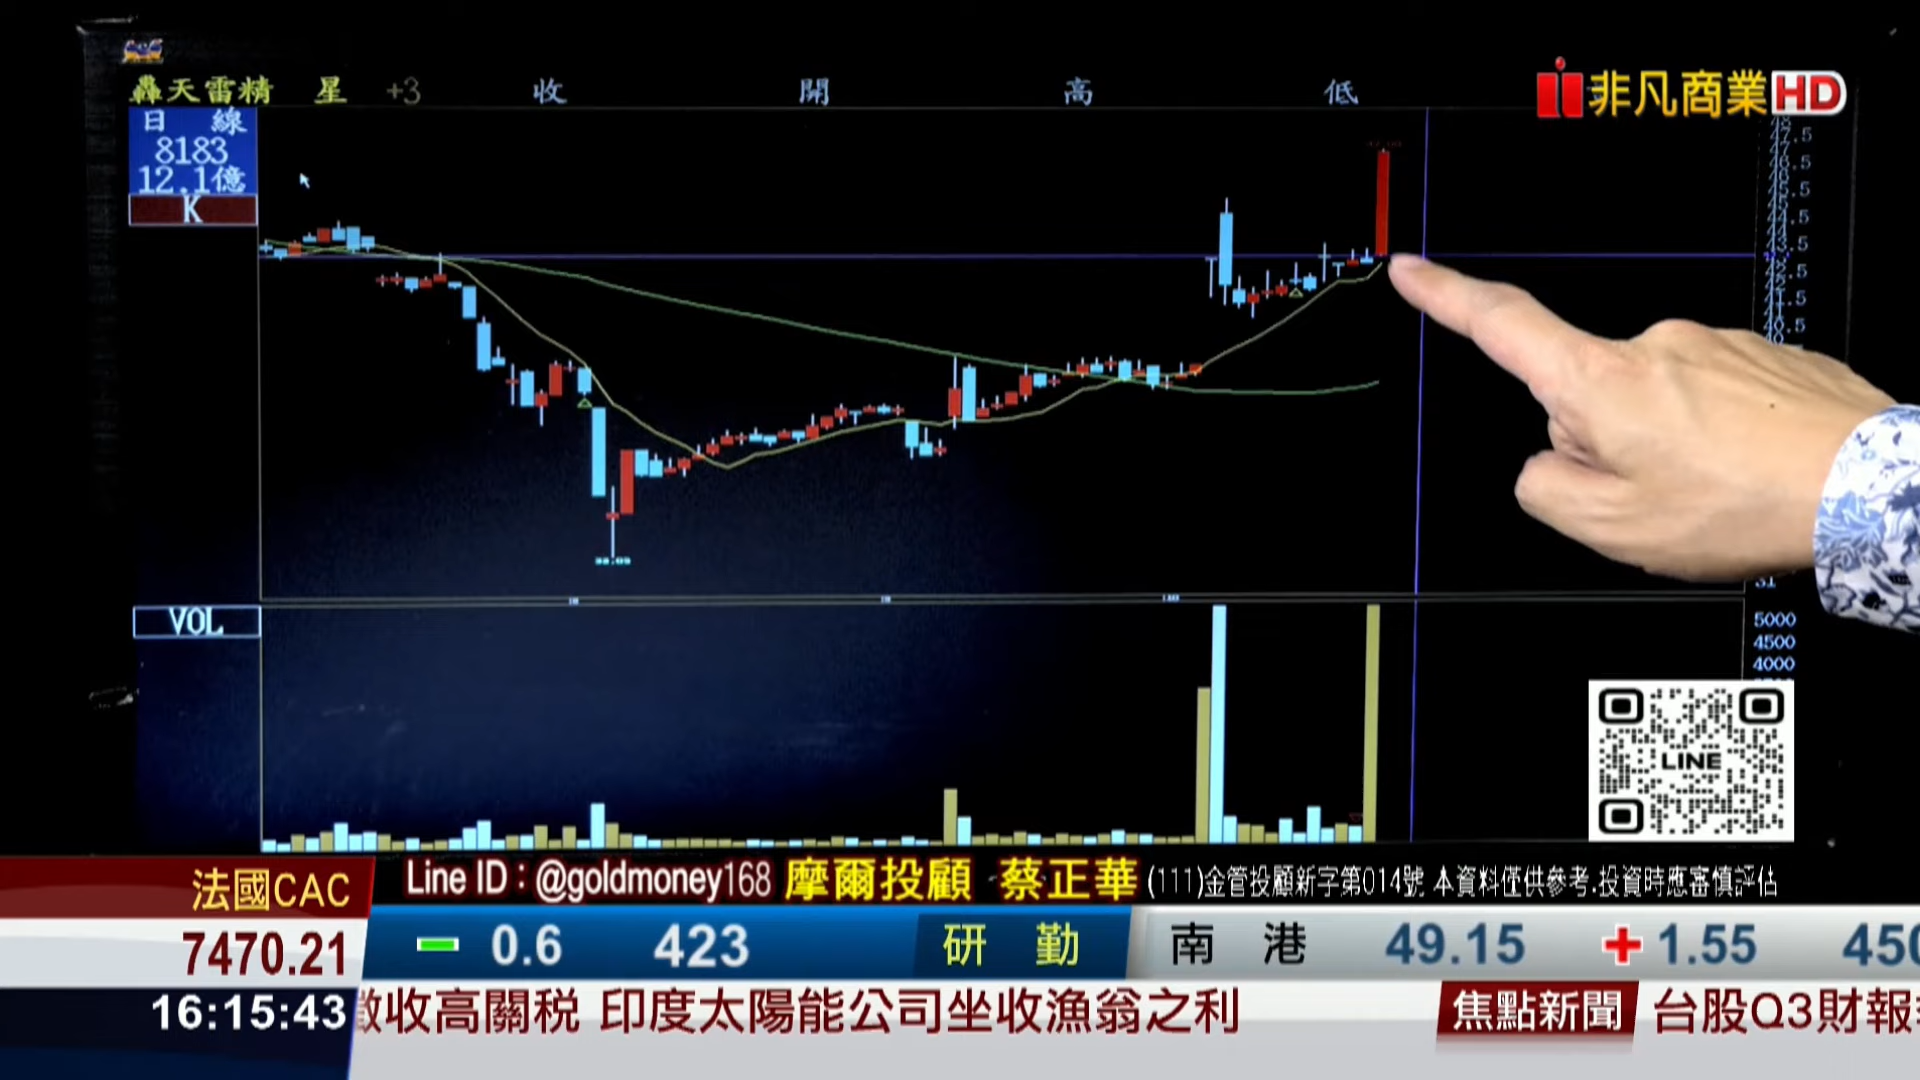 轟天雷精 星 +3 收 開 高 低
非凡商業HD
日 線
8183
12.1億
K
47.5
VOL
5000
4500
4000
LINE
法國CAC
7470.21
16:15:43
Line ID : @goldmoney168 摩爾投顧 蔡正華 (111)金管投顧新字第014號 本資料僅供參考.投資時應審慎評估
0.6 423 研 勤 南 港 49.15 +1.55 450
徵收高關稅 印度太陽能公司坐收漁翁之利
焦點新聞 台股Q3財報